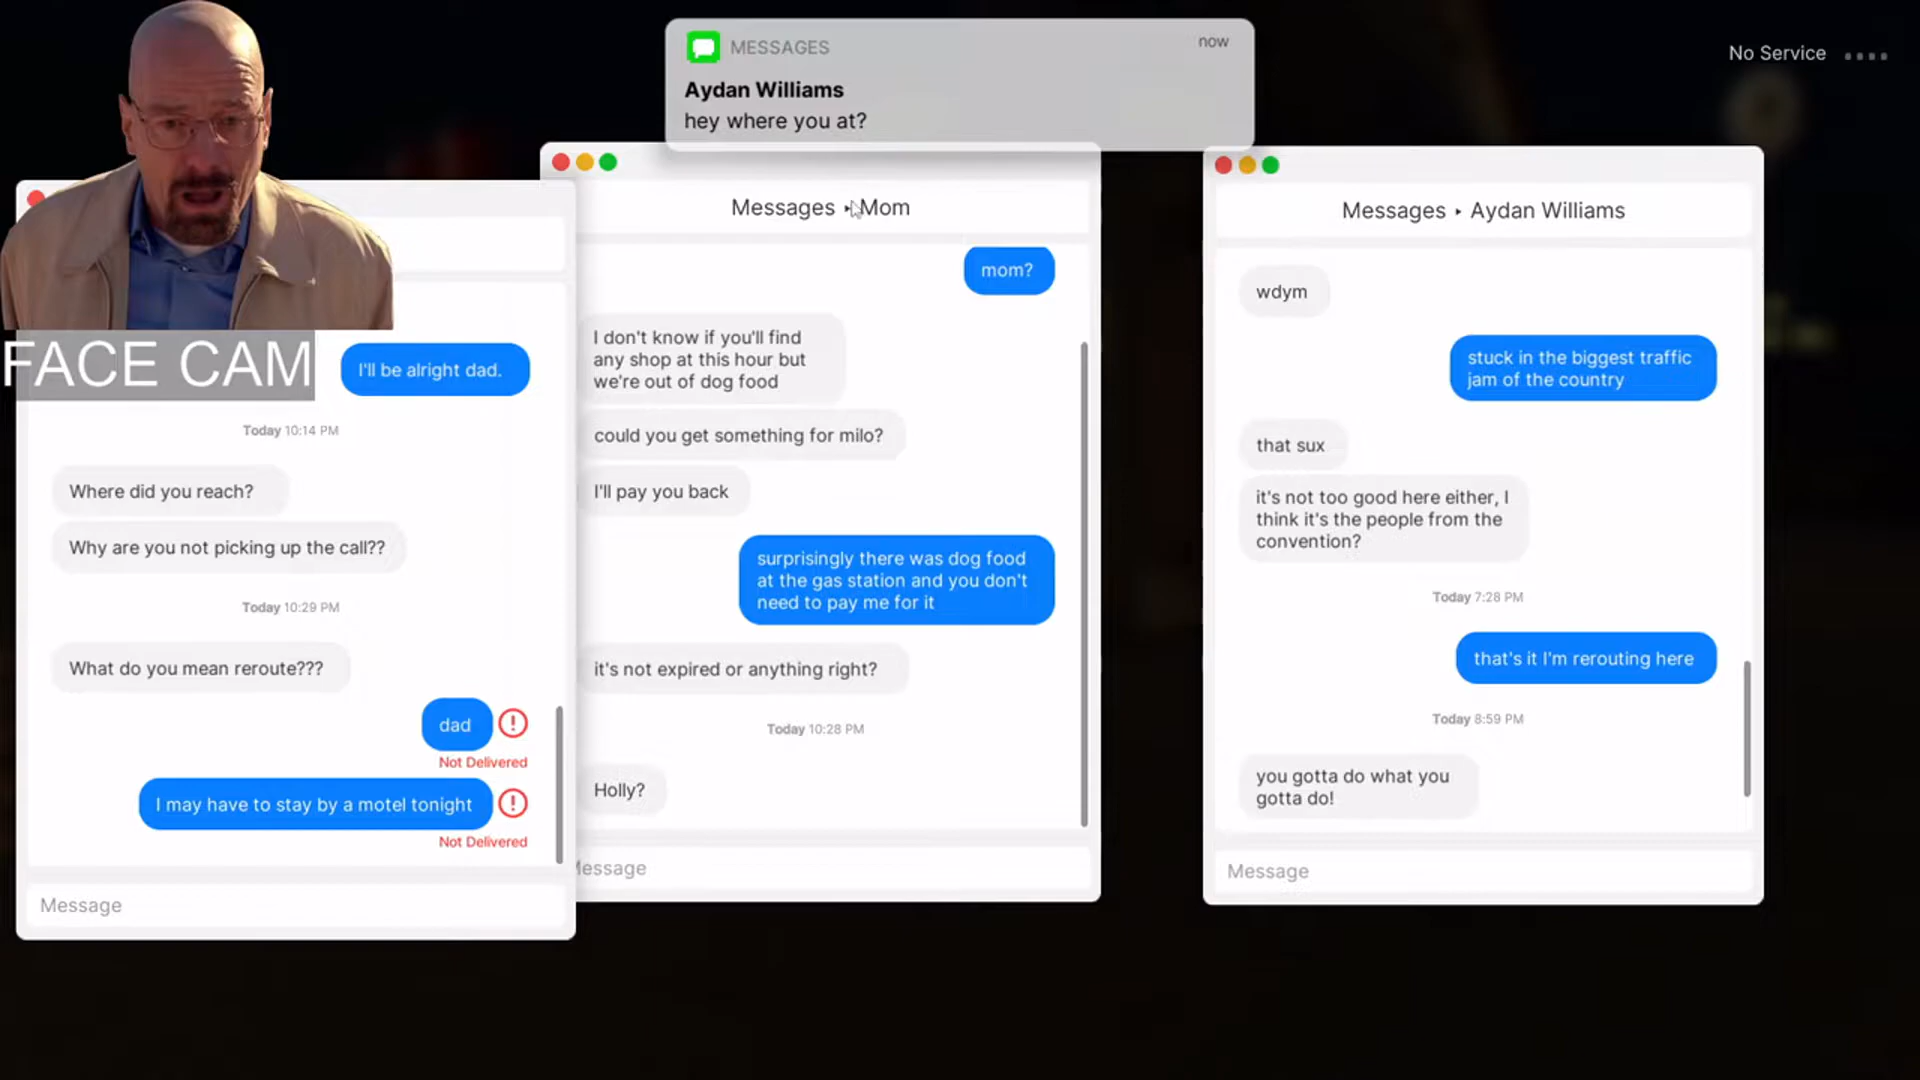 MESSAGES
now
Aydan Williams
hey where you at?
No Service
FACE CAM
I'll be alright dad.
Today 10:14 PM
Where did you reach?
Why are you not picking up the call??
Today 10:29 PM
What do you mean reroute???
dad
Not Delivered
I may have to stay by a motel tonight
Not Delivered
Message
Messages ▸ Mom
mom?
I don't know if you'll find
any shop at this hour but
we're out of dog food
could you get something for milo?
I'll pay you back
surprisingly there was dog food
at the gas station and you don't
need to pay me for it
it's not expired or anything right?
Today 10:28 PM
Holly?
Message
Messages ▸ Aydan Williams
wdym
stuck in the biggest traffic
jam of the country
that sux
it's not too good here either, I
think it's the people from the
convention?
Today 7:28 PM
that's it I'm rerouting here
Today 8:59 PM
you gotta do what you
gotta do!
Message